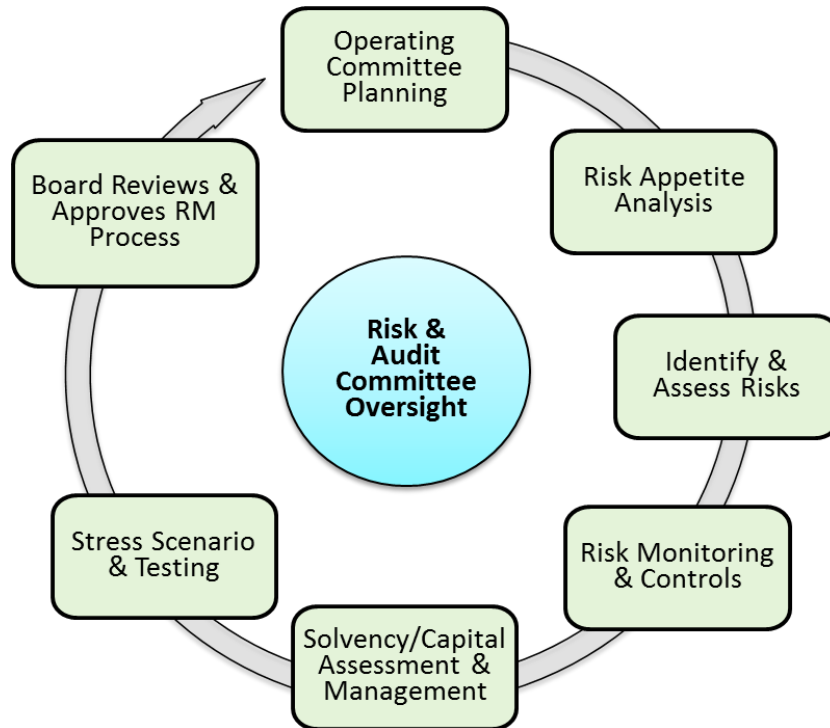 Operating
Committee
Planning
Risk Appetite
Analysis
Identify &
Assess Risks
Risk Monitoring
& Controls
Solvency/Capital
Assessment &
Management
Stress Scenario
& Testing
Board Reviews &
Approves RM
Process
Risk &
Audit
Committee
Oversight